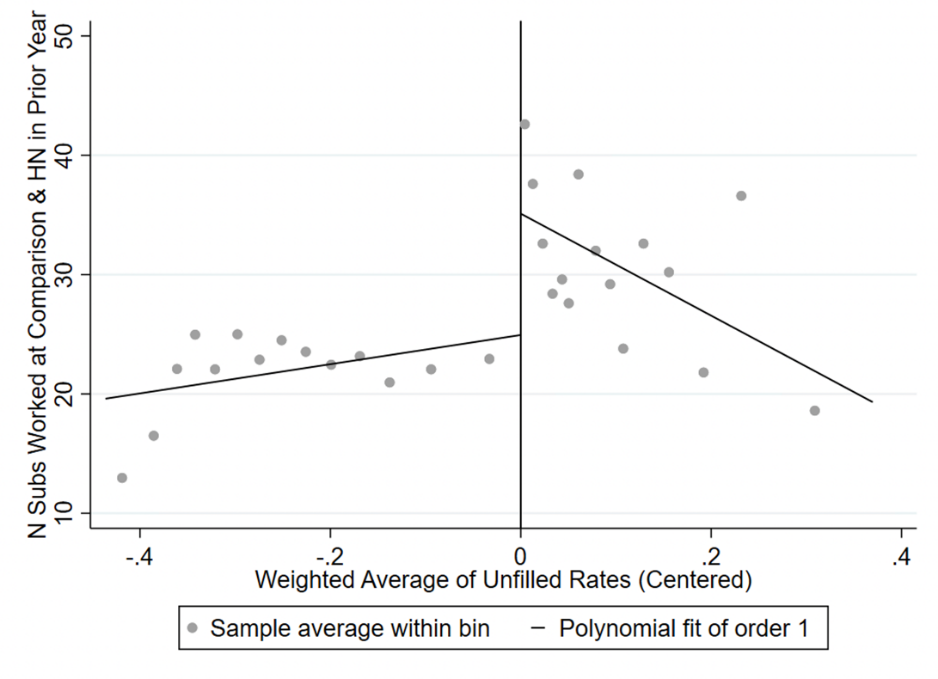 N Subs Worked at Comparison & HN in Prior Year
50
40
30
20
10
-.4 -.2 0 .2 .4
Weighted Average of Unfilled Rates (Centered)
Sample average within bin Polynomial fit of order 1